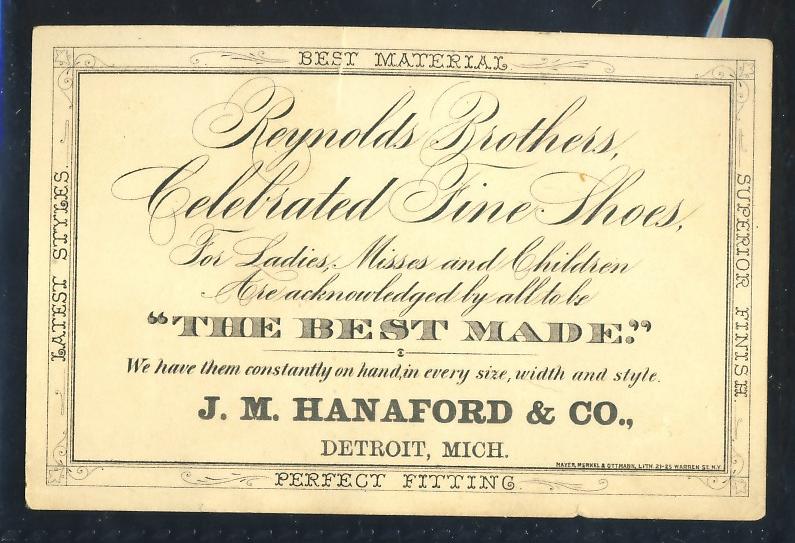 BEST MATERIAL.
LATEST STYLES.
SUPERIOR FINISH.
Reynolds Brothers,
Celebrated Fine Shoes,
For Ladies, Misses and Children
Are acknowledged by all to be
"THE BEST MADE."
We have them constantly on hand, in every size, width and style.
J. M. HANAFORD & CO.,
DETROIT, MICH.
MAYER, MERKEL & OTTMANN, LITH. 21-25 WARREN ST. N.Y.
PERFECT FITTING.